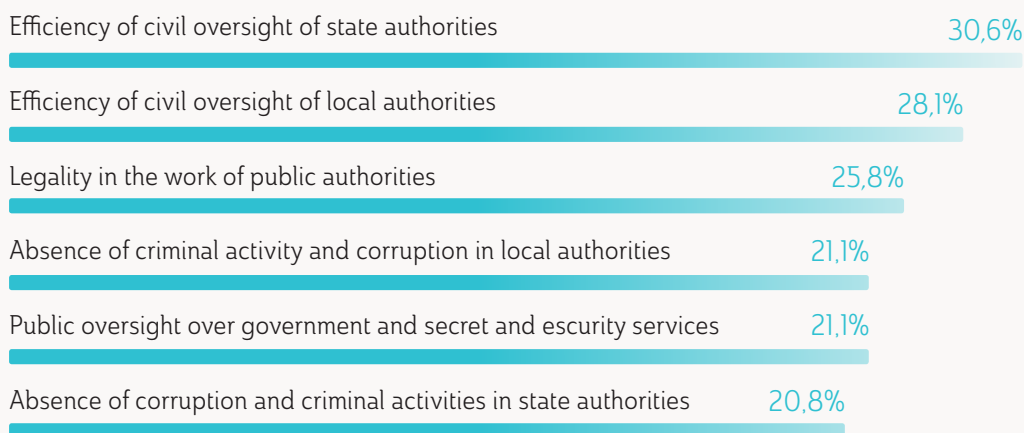 Efficiency of civil oversight of state authorities
30,6%
Efficiency of civil oversight of local authorities
28,1%
Legality in the work of public authorities
25,8%
Absence of criminal activity and corruption in local authorities
21,1%
Public oversight over government and secret and escurity services
21,1%
Absence of corruption and criminal activities in state authorities
20,8%